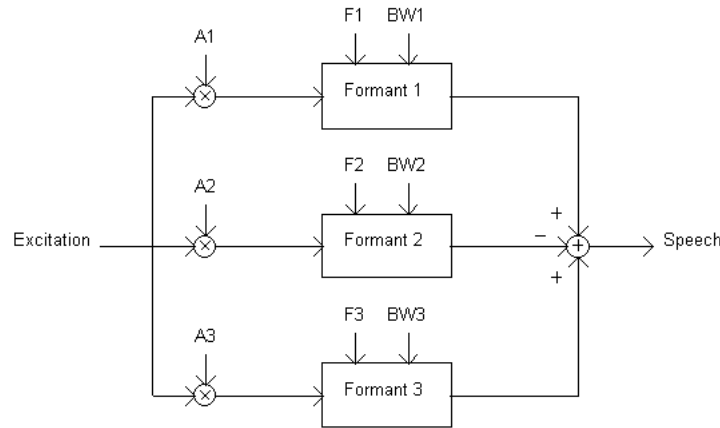 F1 BW1
A1
Formant 1
F2 BW2
A2
Formant 2
+
Excitation
−
+
Speech
+
F3 BW3
A3
Formant 3